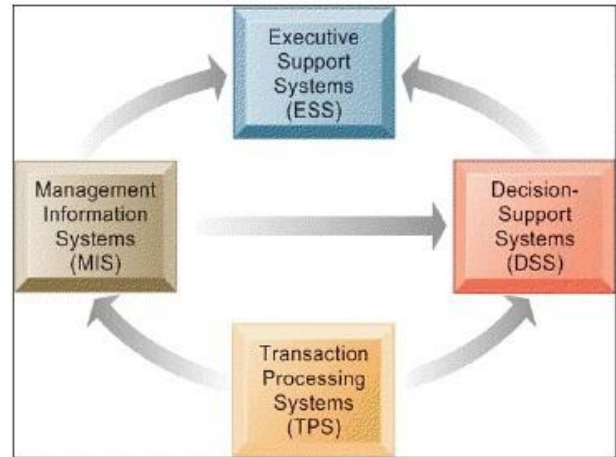 Executive
Support
Systems
(ESS)
Management
Information
Systems
(MIS)
Decision-
Support
Systems
(DSS)
Transaction
Processing
Systems
(TPS)